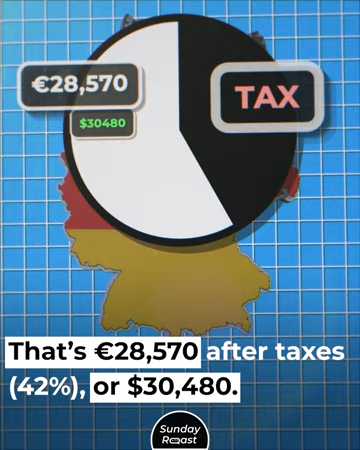 €28,570
TAX
$30480
That's €28,570 after taxes
(42%), or $30,480.
Sunday
Roast